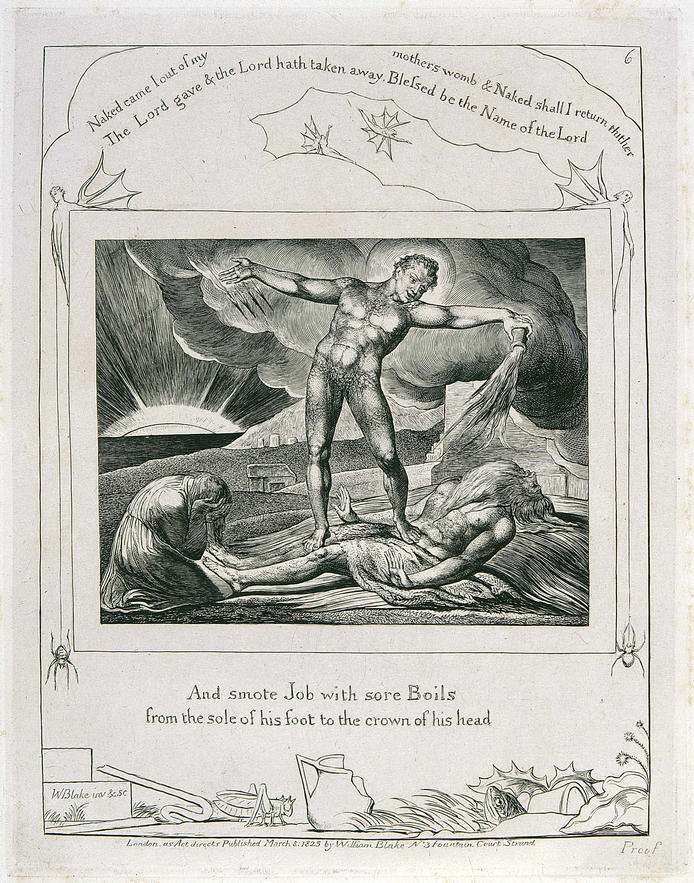 6
Naked came I out of my mothers womb & Naked shall I return thither
The Lord gave & the Lord hath taken away. Bleſsed be the Name of the Lord
And smote Job with sore Boils
from the sole of his foot to the crown of his head
WBlake inv & sc
London. as Act directs Published March 8: 1825 by William Blake N 3 Fountain Court Strand
Proof